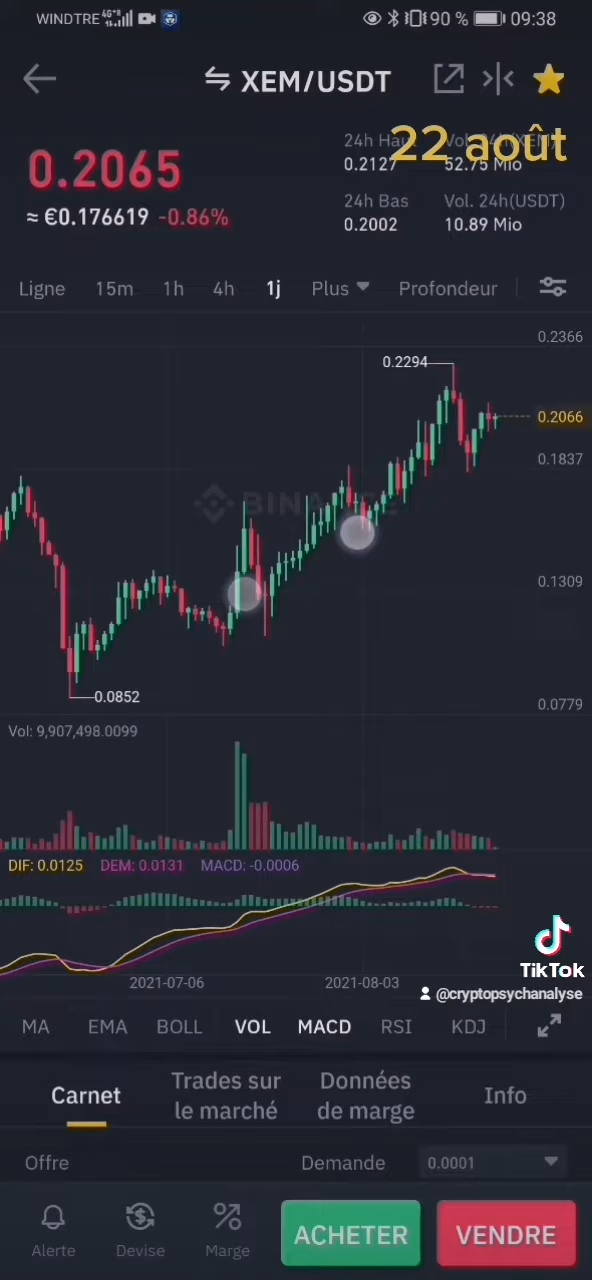 WINDTRE 4G+R 90 % 09:38
XEM/USDT
22 août
0.2065
≈ €0.176619 -0.86%
24h Haut Vol. 24h(XEM)
0.2127 52.75 Mio
24h Bas Vol. 24h(USDT)
0.2002 10.89 Mio
Ligne 15m 1h 4h 1j Plus Profondeur
0.2366
0.2294
0.2066
0.1837
BINANCE
0.1309
0.0852
0.0779
Vol: 9,907,498.0099
DIF: 0.0125 DEM: 0.0131 MACD: -0.0006
TikTok
2021-07-06 2021-08-03
@cryptopsychanalyse
MA EMA BOLL VOL MACD RSI KDJ
Carnet
Trades sur
le marché
Données
de marge
Info
Offre Demande 0.0001
Alerte Devise Marge
ACHETER VENDRE